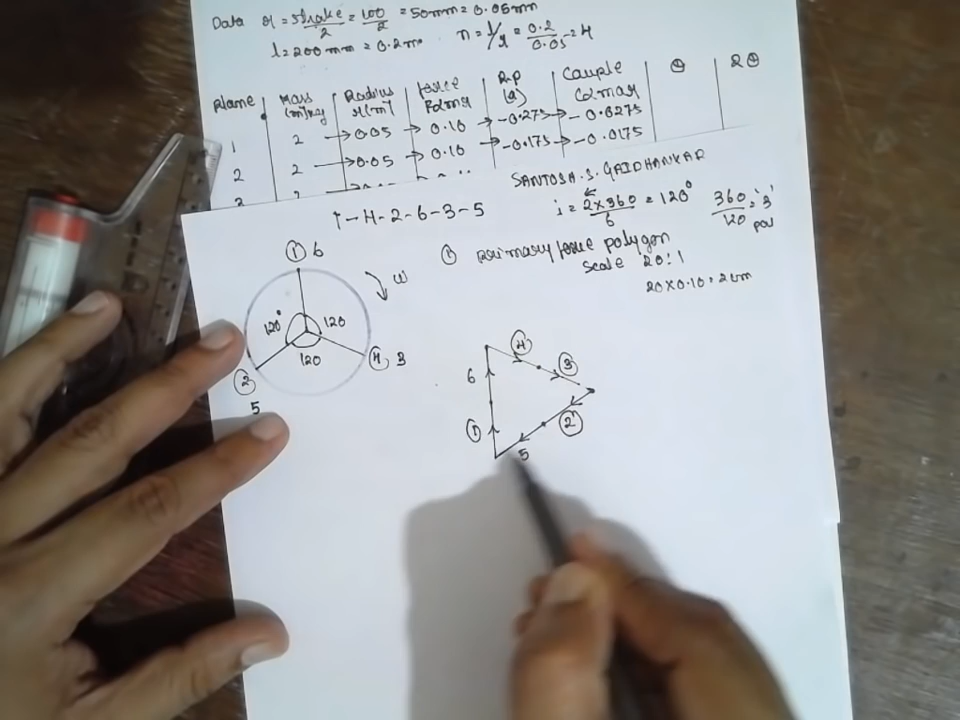 Data r = stroke/2 = 100/2 = 50mm = 0.05mm
l = 200 mm = 0.2m n = l/r = 0.2/0.05 = 4
Plane Mass (m) kg Radius r(m) force F∝mr R.P (a) Couple C∝mar θ 2θ
1 2 → 0.05 → 0.10 → -0.275 → -0.0275
2 2 → 0.05 → 0.10 → -0.175 → -0.0175
SANTOSH.S.GAIDHANKAR
1-4-2-6-3-5
i = 2×360/6 = 120° 360/120 = '3'
① 6
ω
120° 120
120
② 5
④ 3
① primary force polygon
scale 20:1
20×0.10 = 2cm
④
③
6
①
②
5